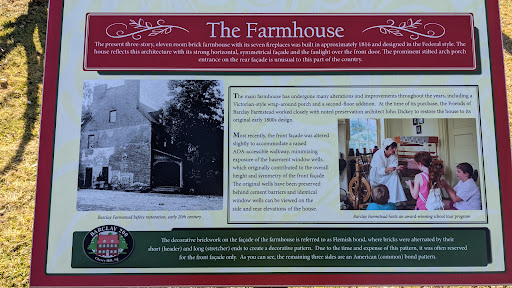 The Farmhouse
The present three-story, eleven room brick farmhouse with its seven fireplaces was built in approximately 1816 and designed in the Federal style. The
house reflects this architecture with its strong horizontal, symmetrical façade and the fanlight over the front door. The prominent stilted arch porch
entrance on the rear façade is unusual to this part of the country.
The main farmhouse has undergone many alterations and improvements throughout the years, including a
Victorian-style wrap-around porch and a second-floor addition. At the time of its purchase, the Friends of
Barclay Farmstead worked closely with noted preservation architect John Dickey to restore the house to its
original early 1800s design.
Most recently, the front façade was altered
slightly to accommodate a raised
ADA-accessible walkway, minimizing
exposure of the basement window wells,
which originally contributed to the overall
height and symmetry of the front façade.
The original wells have been preserved
behind cement barriers and identical
window wells can be viewed on the
side and rear elevations of the house.
Barclay Farmstead before restoration, early 20th century
Barclay Farmstead hosts an award-winning school tour program
BARCLAY 200
Cherry Hill, NJ
The decorative brickwork on the façade of the farmhouse is referred to as Flemish bond, where bricks were alternated by their
short (header) and long (stretcher) ends to create a decorative pattern. Due to the time and expense of this pattern, it was often reserved
for the front façade only. As you can see, the remaining three sides are an American (common) bond pattern.